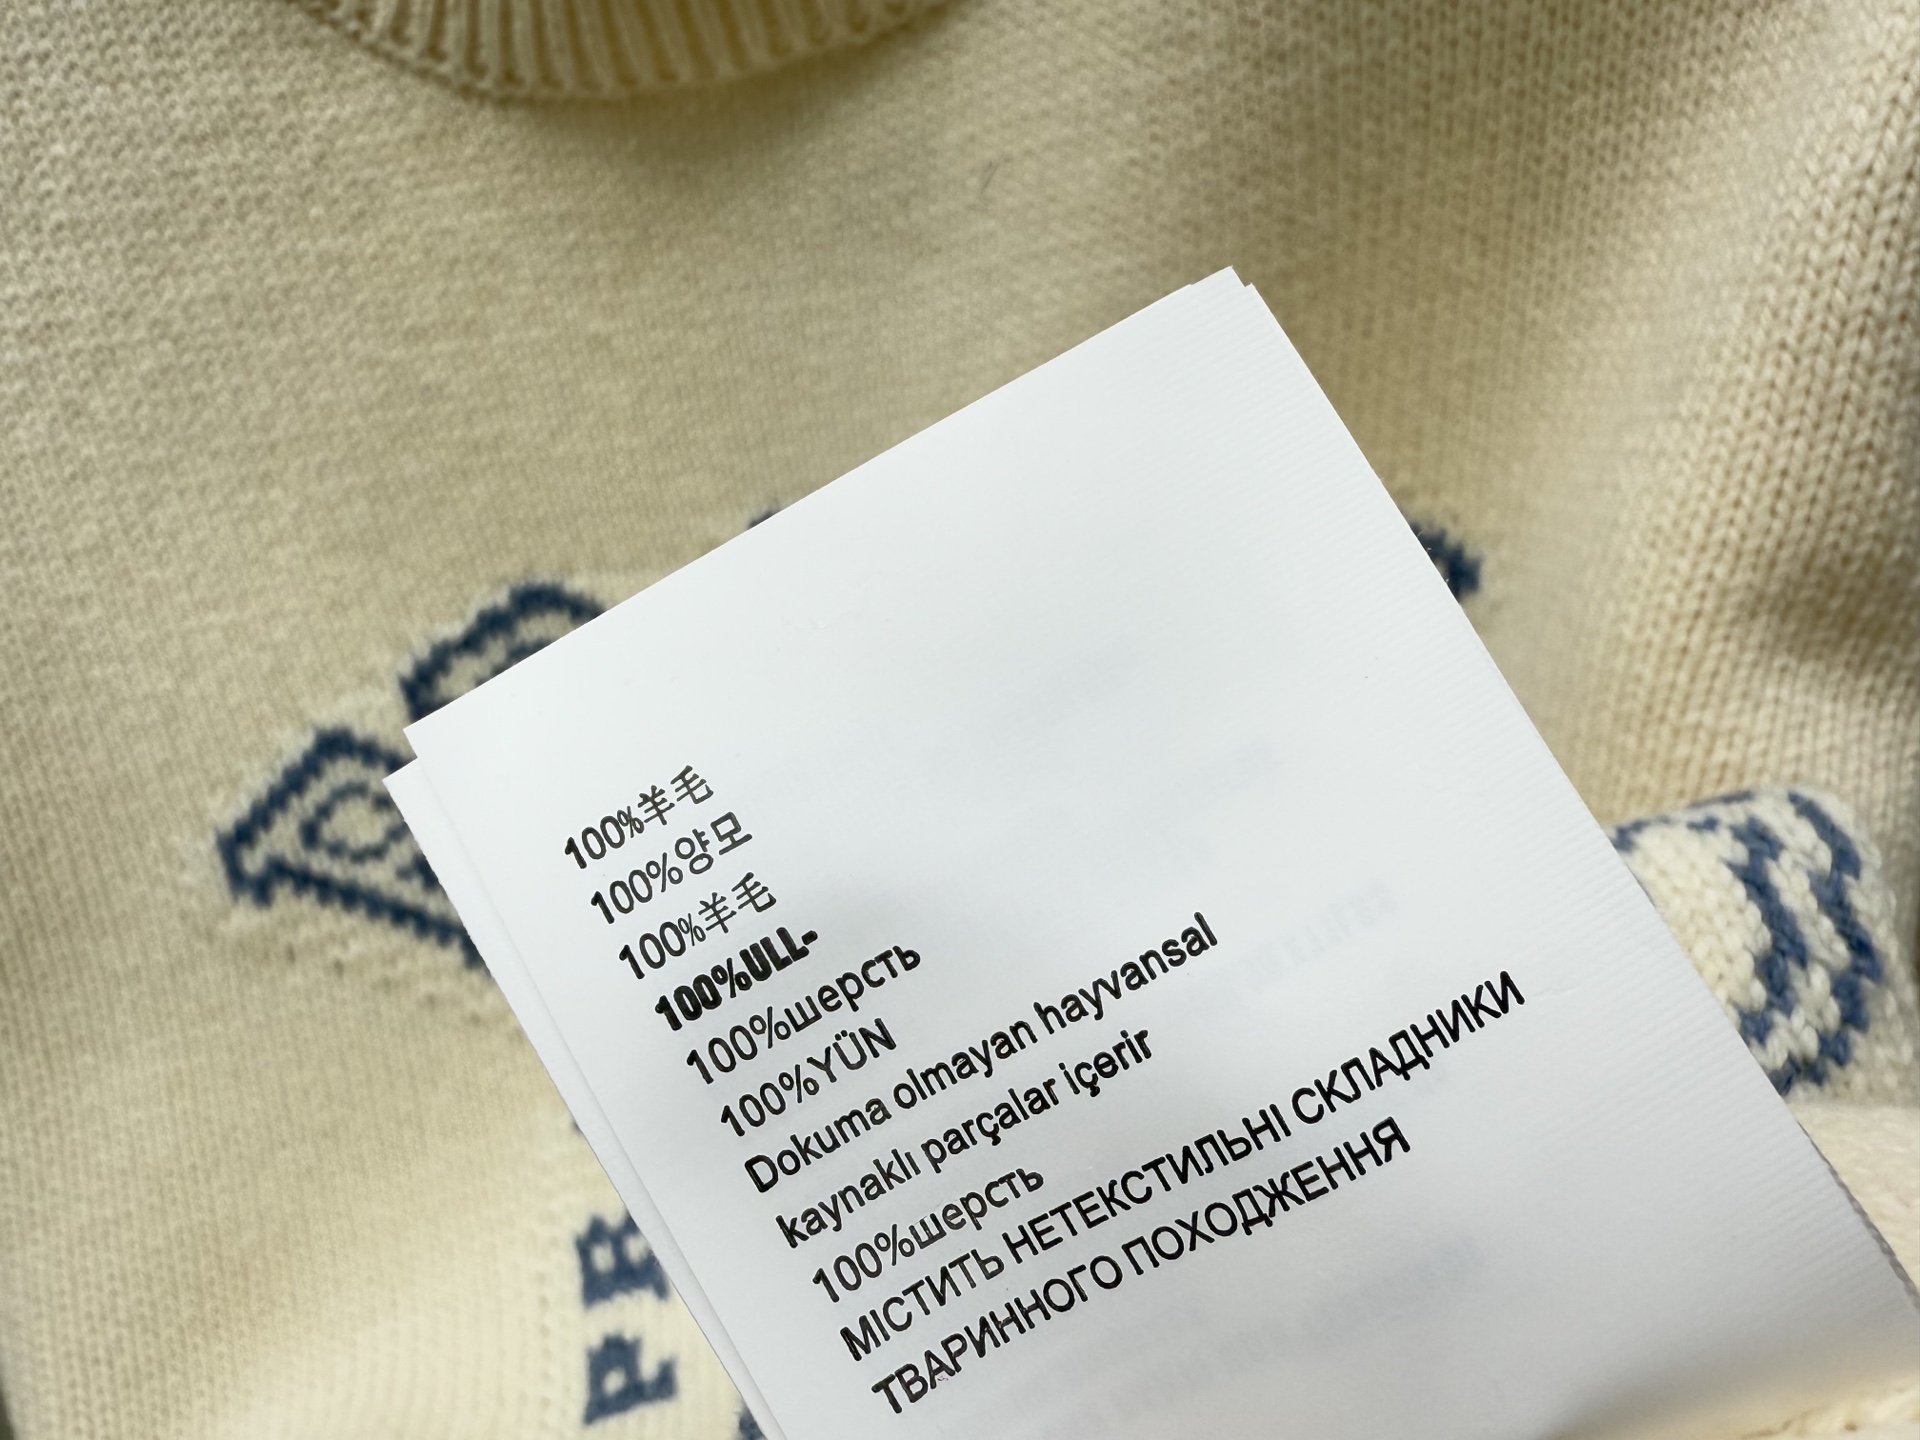 100%羊毛
100%양모
100%羊毛
100%ULL-
100%шерсть
100%YÜN
Dokuma olmayan hayvansal
kaynaklı parçalar içerir
100%шерсть
МІСТИТЬ НЕТЕКСТИЛЬНІ СКЛАДНИКИ
ТВАРИННОГО ПОХОДЖЕННЯ